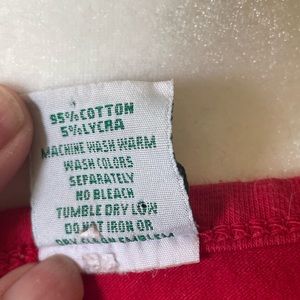 95% COTTON
5% LYCRA
MACHINE WASH WARM
WASH COLORS
SEPARATELY
NO BLEACH
TUMBLE DRY LOW
DO NOT IRON OR
DRY CLEAN EMBLEM